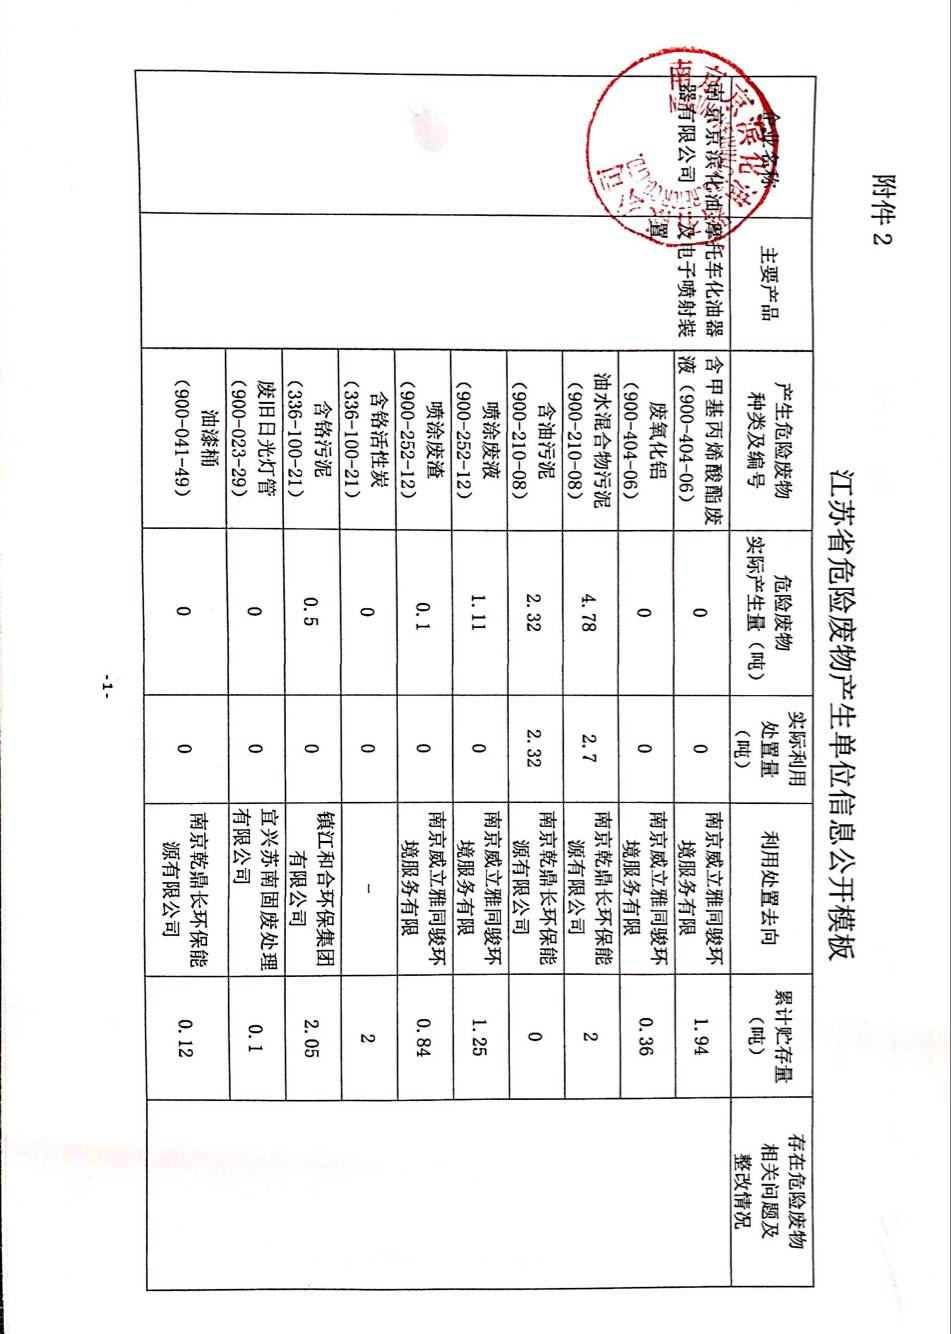 附件 2
江苏省危险废物产生单位信息公开模板
企业名称
主要产品
产生危险废物
种类及编号
危险废物
实际产生量（吨）
实际利用
处置量
（吨）
利用处置去向
累计贮存量
（吨）
存在危险废物
相关问题及
整改情况
南京京滨化油
器有限公司
摩托车化油器
及电子喷射装
置
含甲基丙烯酸酯废
液（900-404-06）
0
0
南京威立雅同骏环
境服务有限
1.94
废氧化铝
（900-404-06）
0
0
南京威立雅同骏环
境服务有限
0.36
油水混合物污泥
（900-210-08）
4.78
2.7
南京乾鼎长环保能
源有限公司
2
含油污泥
（900-210-08）
2.32
2.32
南京乾鼎长环保能
源有限公司
0
喷涂废液
（900-252-12）
1.11
0
南京威立雅同骏环
境服务有限
1.25
喷涂废渣
（900-252-12）
0.1
0
南京威立雅同骏环
境服务有限
0.84
含铬活性炭
（336-100-21）
0
0
-
2
含铬污泥
（336-100-21）
0.5
0
镇江和合环保集团
有限公司
2.05
废旧日光灯管
（900-023-29）
0
0
宜兴苏南固废处理
有限公司
0.1
油漆桶
（900-041-49）
0
0
南京乾鼎长环保能
源有限公司
0.12
-1-